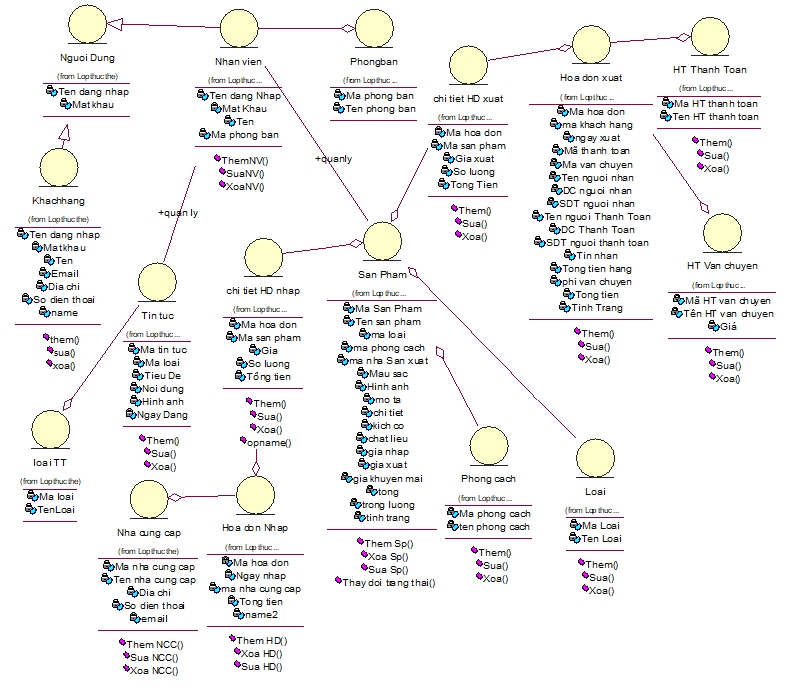 Nguoi Dung
(from Lopthucthe)
Ten dang nhap
Matkhau
Nhan vien
(from Lopthuc...
Ten dang Nhap
Mat Khau
Ten
Ma phong ban
ThemNV()
SuaNV()
XoaNV()
Phongban
(from Lopthuc...
Ma phong ban
Ten phong ban
chi tiet HD xuat
(from Lopthuc...
Ma hoa don
Ma san pham
Gia xuat
So luong
Tong Tien
Them()
Sua()
Xoa()
Hoa don xuat
(from Lopthuc...
Ma hoa don
ma khach hang
ngay xuat
Mã thanh toan
Ma van chuyen
Ten nguoi nhan
DC nguoi nhan
SDT nguoi nhan
Ten nguoi Thanh Toan
DC Thanh Toan
SDT nguoi thanh toan
Tin nhan
Tong tien hang
phi van chuyen
Tong tien
Tinh Trang
Them()
Sua()
Xoa()
HT Thanh Toan
(from Lopthuc...
Ma HT thanh toan
Ten HT thanh toan
Them()
Sua()
Xoa()
Khachhang
(from Lopthucthe)
Ten dang nhap
Matkhau
Ten
Email
Dia chi
So dien thoai
name
them()
sua()
xoa()
+quan ly
+quanly
Tin tuc
(from Lopthucthe)
Ma tin tuc
Ma loai
Tieu De
Noi dung
Hinh anh
Ngay Dang
Them()
Sua()
Xoa()
chi tiet HD nhap
(from Lopthuc...
Ma hoa don
Ma san pham
Gia
So luong
Tổng tien
Them()
Sua()
Xoa()
opname()
San Pham
(from Lopthuc...
Ma San Pham
Ten san pham
ma loai
ma phong cach
ma nha San xuat
Mau sac
Hinh anh
mo ta
chi tiet
kich co
chat lieu
gia nhap
gia xuat
gia khuyen mai
tong
trong luong
tinh trang
Them Sp()
Xoa Sp()
Sua Sp()
Thay doi trang thai()
HT Van chuyen
(from Lopthuc...
Mã HT van chuyen
Tên HT van chuyen
Giá
Them()
Sua()
Xoa()
loai TT
(from Lopthucthe)
Ma loai
TenLoai
Nha cung cap
(from Lopthucthe)
Ma nha cung cap
Ten nha cung cap
Dia chi
So dien thoai
email
Them NCC()
Sua NCC()
Xoa NCC()
Hoa don Nhap
(from Lopthuc...
Ma hoa don
Ngay nhap
ma nha cung cap
Tong tien
name2
Them HD()
Xoa HD()
Sua HD()
Phong cach
(from Lopthuc...
Ma phong cach
ten phong cach
Them()
Sua()
Xoa()
Loai
(from Lopthuc...
Ma Loai
Ten Loai
Them()
Sua()
Xoa()